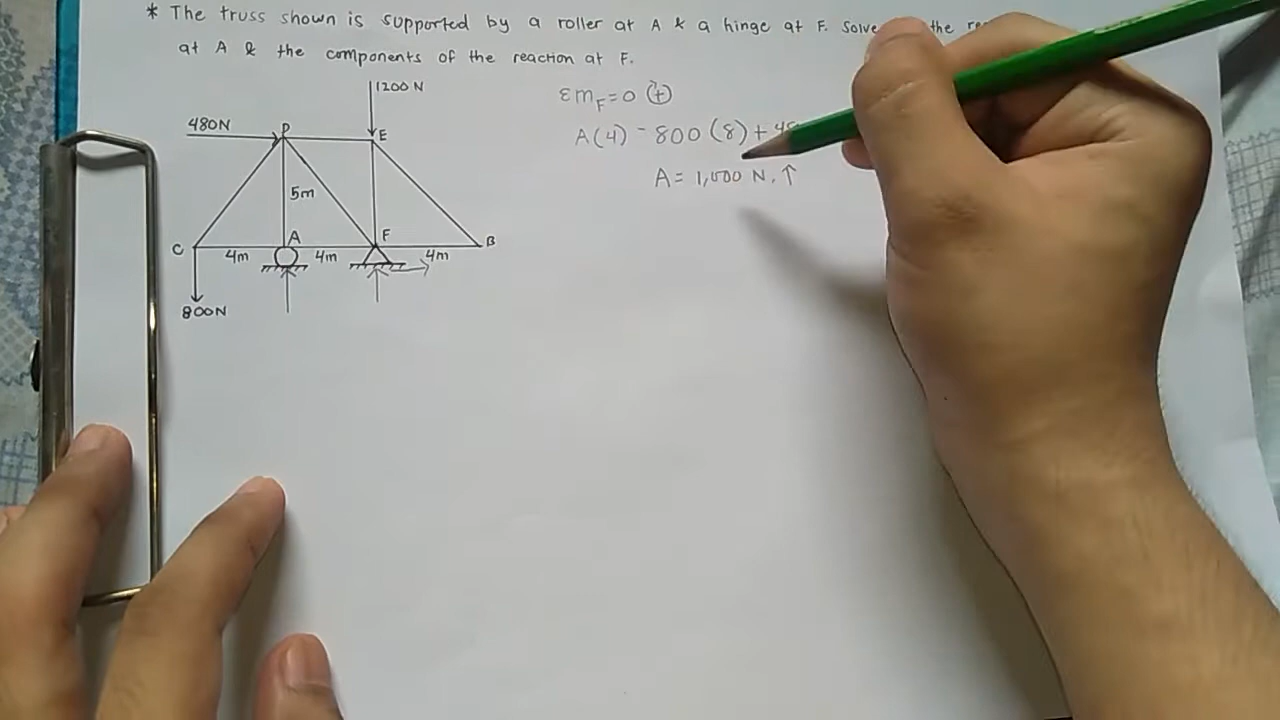 * The truss shown is supported by a roller at A & a hinge at F. Solve the
at A & the components of the reaction at F.
1200 N
480N
D
E
5m
C
A
F
B
4m
4m
4m
800N
ΣmF=0 (+)
A(4) - 800 (8) +
A= 1,000 N. ↑